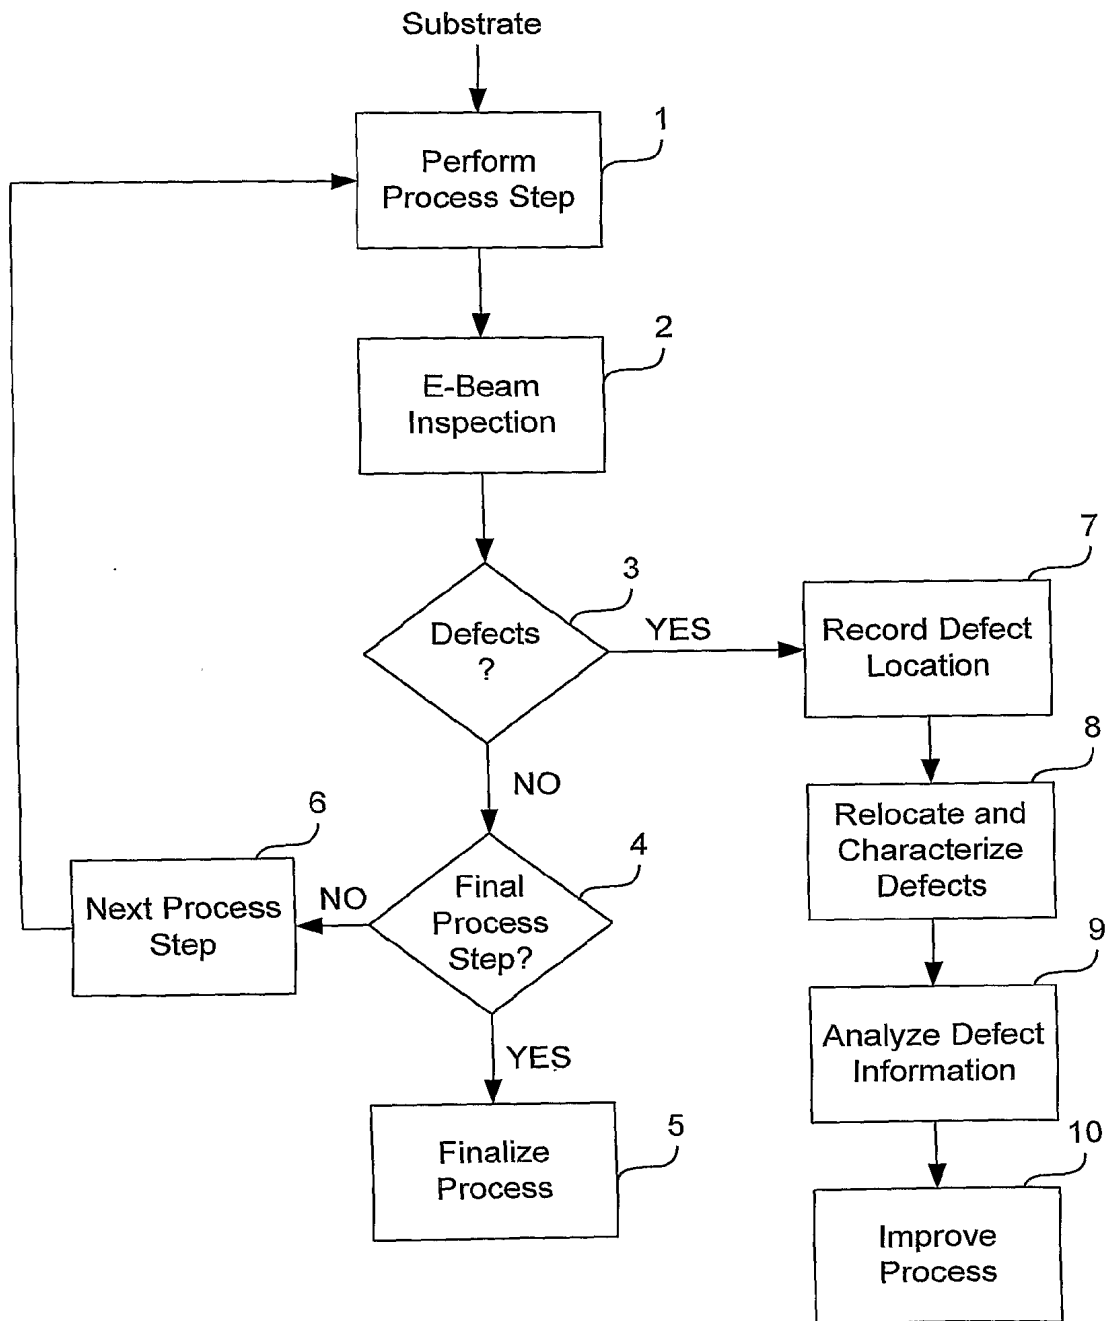 Substrate
1
Perform
Process Step
2
E-Beam
Inspection
3
Defects
?
YES
7
Record Defect
Location
NO
8
Relocate and
Characterize
Defects
6
Next Process
Step
NO
4
Final
Process
Step?
9
Analyze Defect
Information
YES
5
Finalize
Process
10
Improve
Process